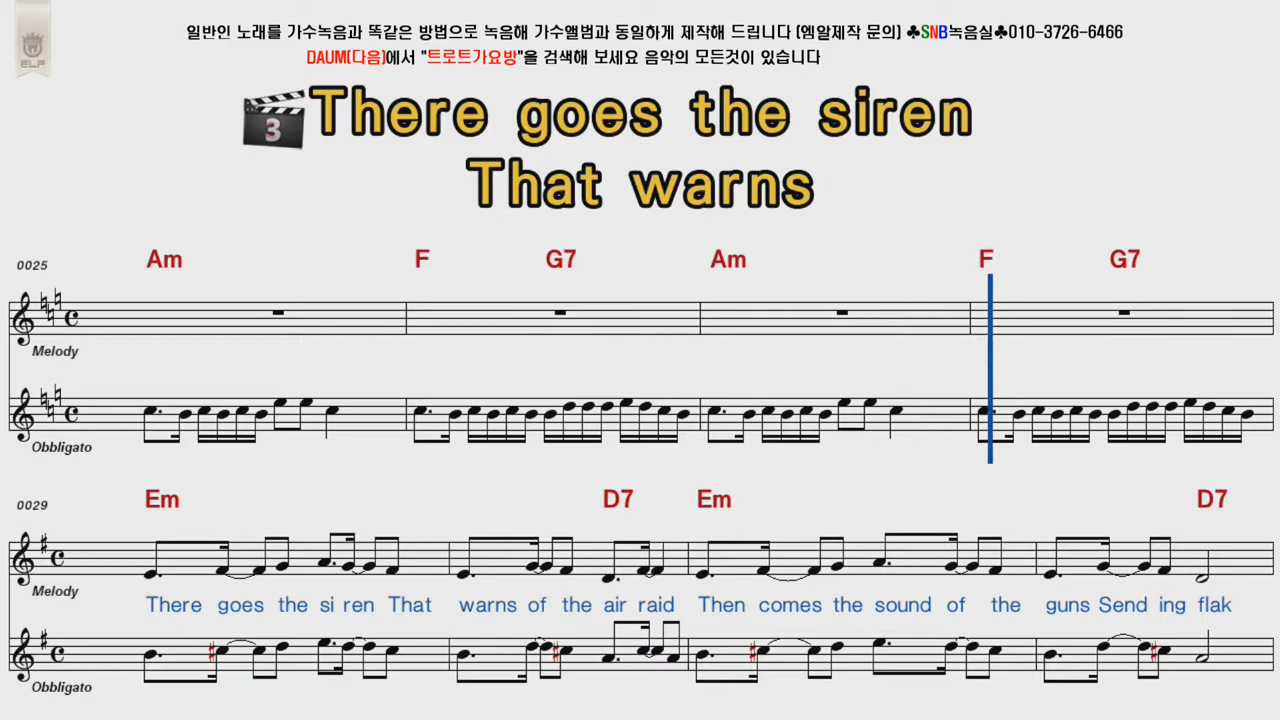 일반인 노래를 가수녹음과 똑같은 방법으로 녹음해 가수앨범과 동일하게 제작해 드립니다 (엠알제작 문의) ♣SNB녹음실♣010-3726-6466
ELF
DAUM(다음)에서 "트로트가요방"을 검색해 보세요 음악의 모든것이 있습니다
3 There goes the siren
That warns
0025 Am F G7 Am F G7
Melody
Obbligato
0029 Em D7 Em D7
Melody
There goes the si ren That warns of the air raid Then comes the sound of the guns Send ing flak
Obbligato